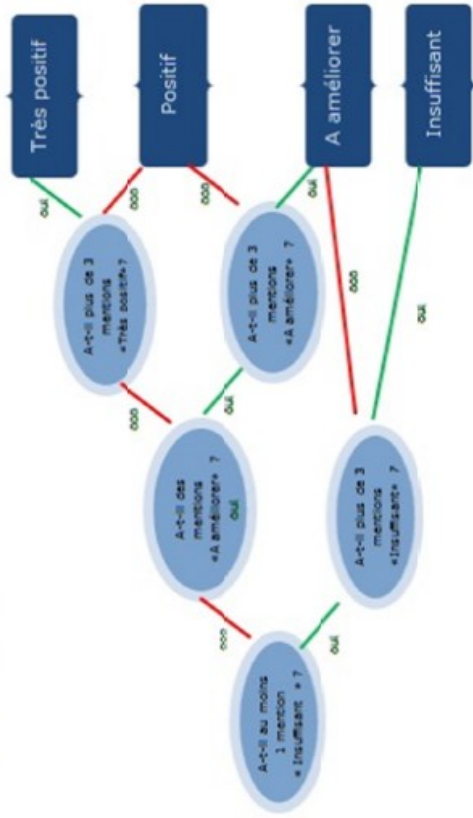 A-t-il au moins
1 mention
« Insuffisant » ?
non
oui
A-t-il des
mentions
«A améliorer» ?
oui
non
oui
A-t-il plus de 3
mentions
«Insuffisant» ?
non
oui
A-t-il plus de 3
mentions
«Très positif»?
oui
non
A-t-il plus de 3
mentions
«A améliorer» ?
non
oui
Très positif
Positif
A améliorer
Insuffisant